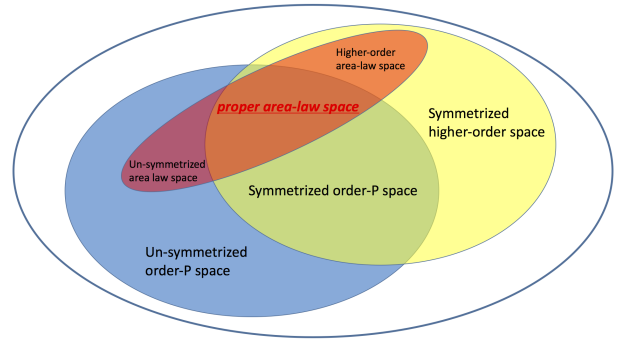 Higher-order
area-law space
proper area-law space
Symmetrized
higher-order space
Un-symmetrized
area law space
Symmetrized order-P space
Un-symmetrized
order-P space